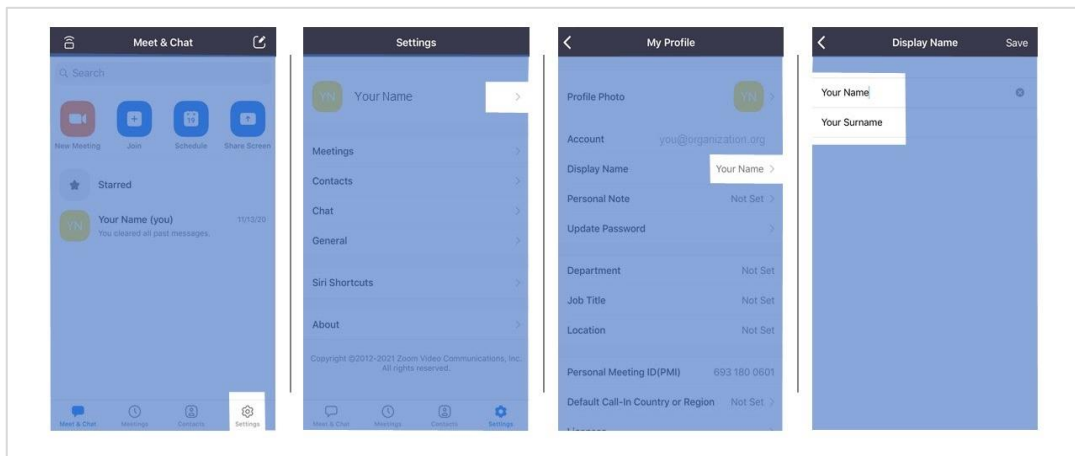 Meet & Chat
Search
19
New Meeting Join Schedule Share Screen
Starred
YN
Your Name (you) 11/13/20
You cleared all past messages.
Meet & Chat Meetings Contacts Settings
Settings
YN Your Name
Meetings
Contacts
Chat
General
Siri Shortcuts
About
Copyright ©2012-2021 Zoom Video Communications, Inc.
All rights reserved.
Meet & Chat Meetings Contacts Settings
My Profile
Profile Photo YN
Account you@organization.org
Display Name Your Name
Personal Note Not Set
Update Password
Department Not Set
Job Title Not Set
Location Not Set
Personal Meeting ID(PMI) 693 180 0601
Default Call-In Country or Region Not Set
Display Name Save
Your Name
Your Surname